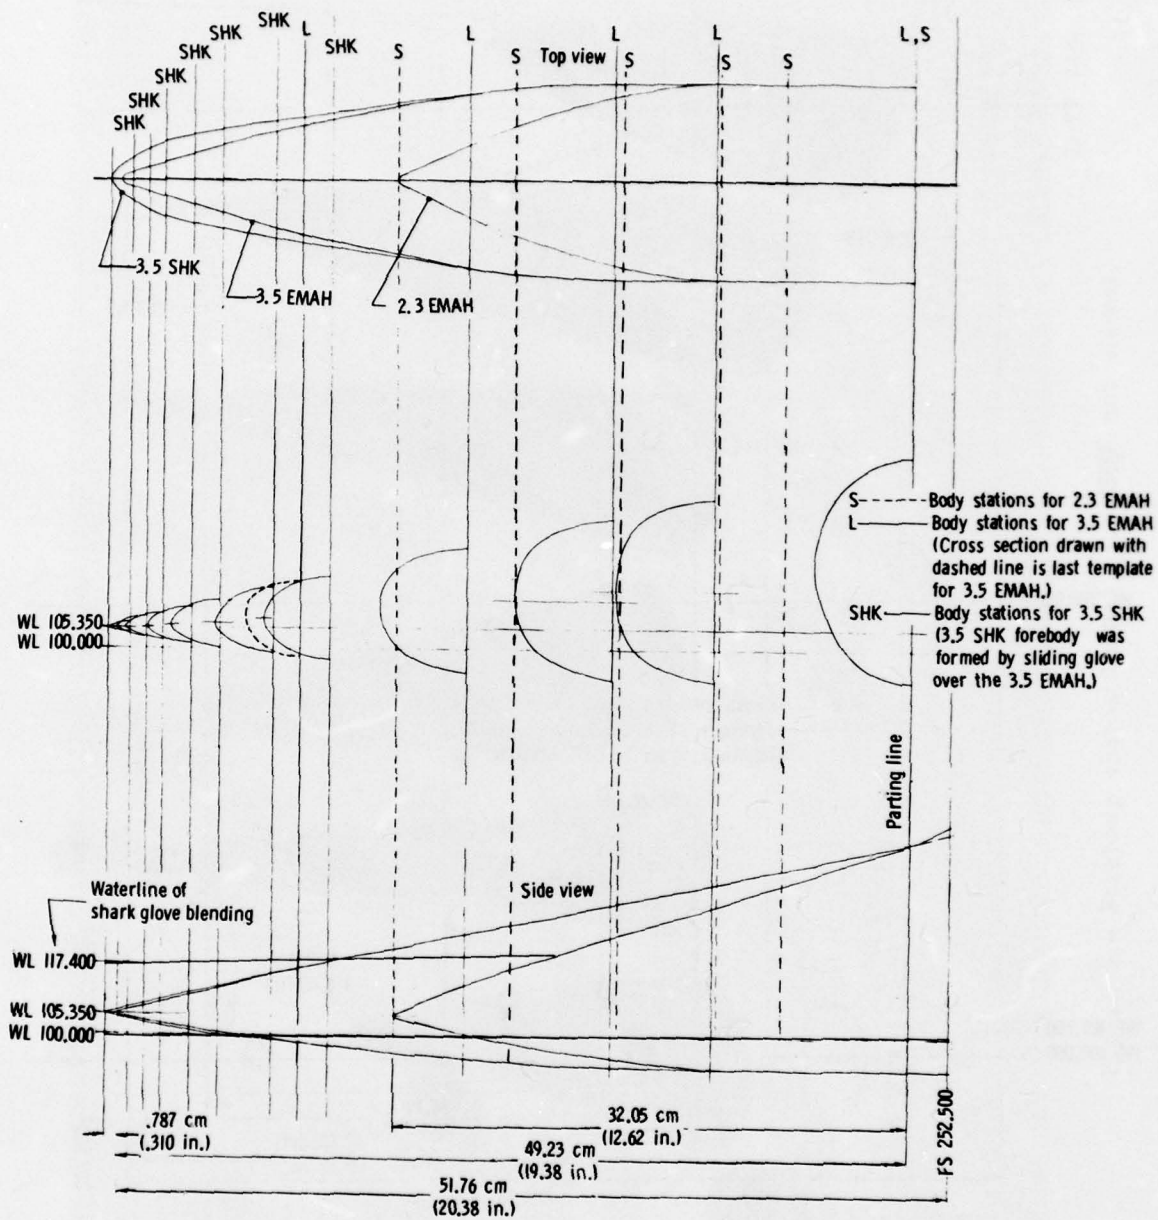 SHK
SHK
SHK
SHK
SHK
SHK
L
SHK
S
L
S
Top view
L
S
L
S
S
L,S
3.5 SHK
3.5 EMAH
2.3 EMAH
S Body stations for 2.3 EMAH
L Body stations for 3.5 EMAH
(Cross section drawn with
dashed line is last template
for 3.5 EMAH.)
SHK Body stations for 3.5 SHK
(3.5 SHK forebody was
formed by sliding glove
over the 3.5 EMAH.)
WL 105.350
WL 100.000
Parting line
Side view
Waterline of
shark glove blending
WL 117.400
WL 105.350
WL 100.000
.787 cm
(.310 in.)
32.05 cm
(12.62 in.)
49.23 cm
(19.38 in.)
51.76 cm
(20.38 in.)
FS 252.500